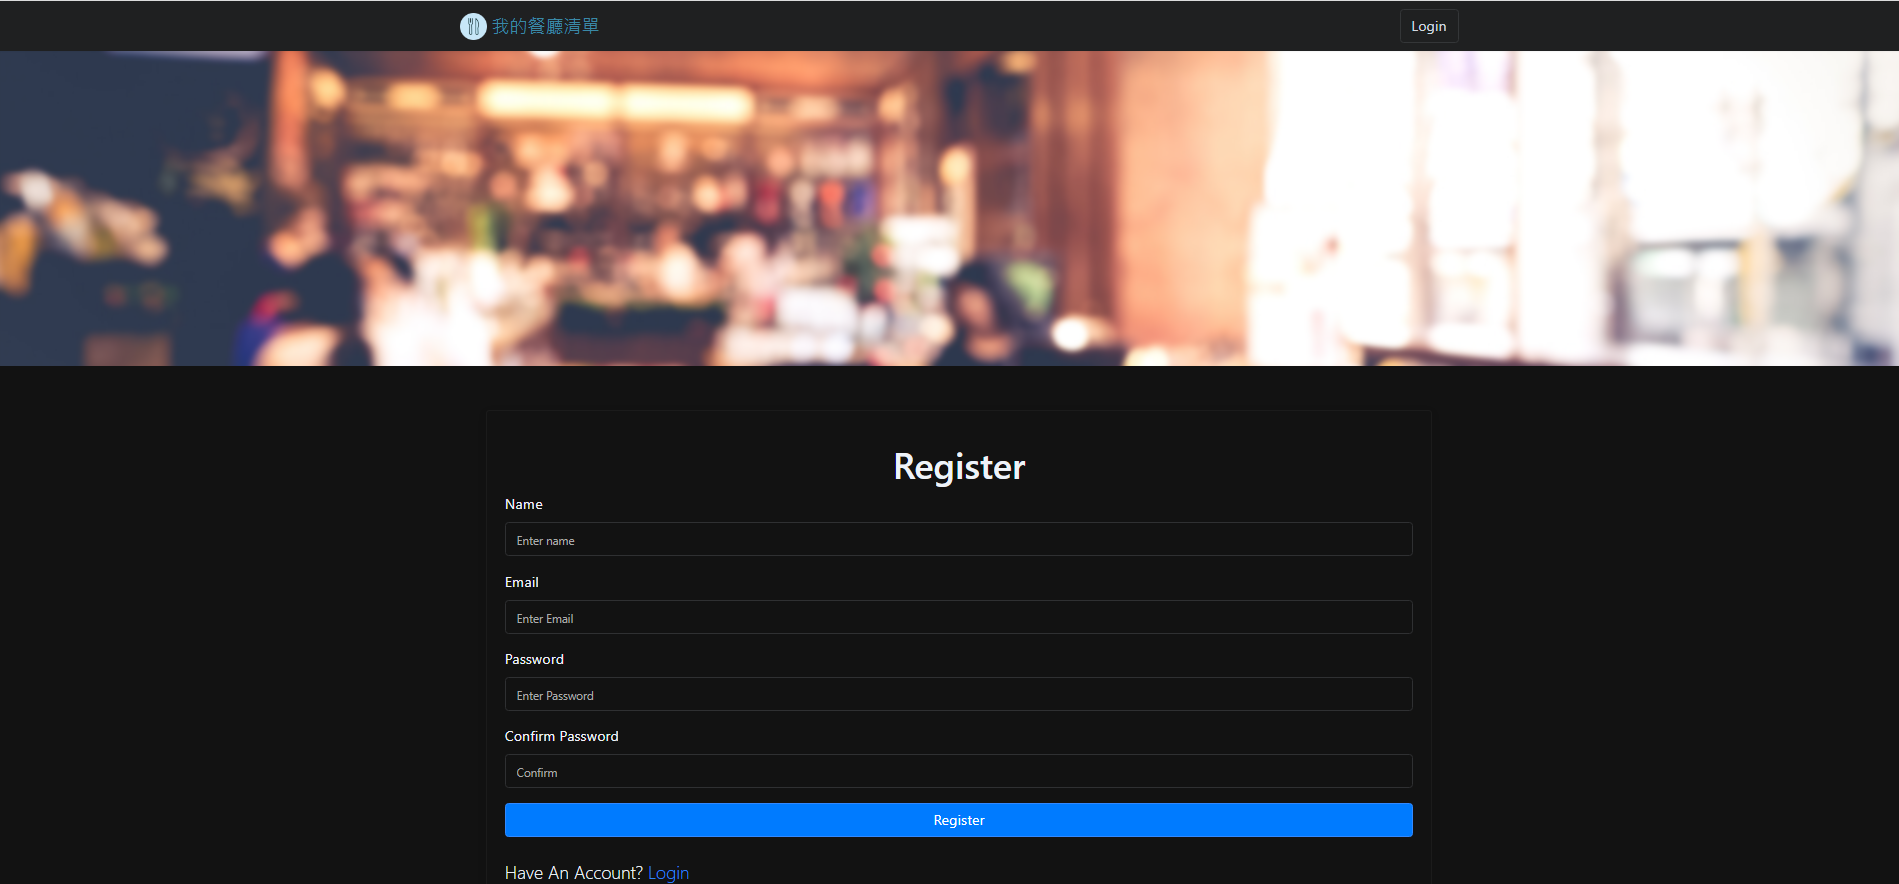 我的餐廳清單
Login
Register
Name
Enter name
Email
Enter Email
Password
Enter Password
Confirm Password
Confirm
Register
Have An Account? Login